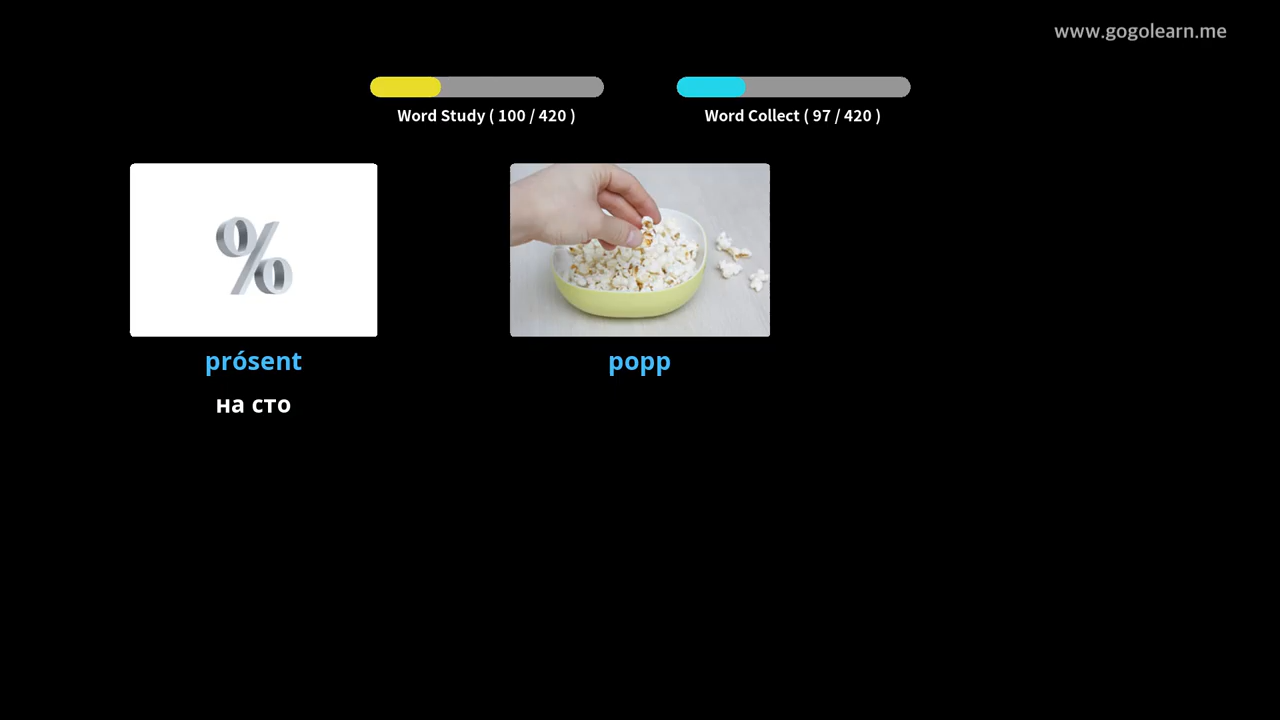 www.gogolearn.me
Word Study ( 100 / 420 )
Word Collect ( 97 / 420 )
%
prósent
popp
на сто